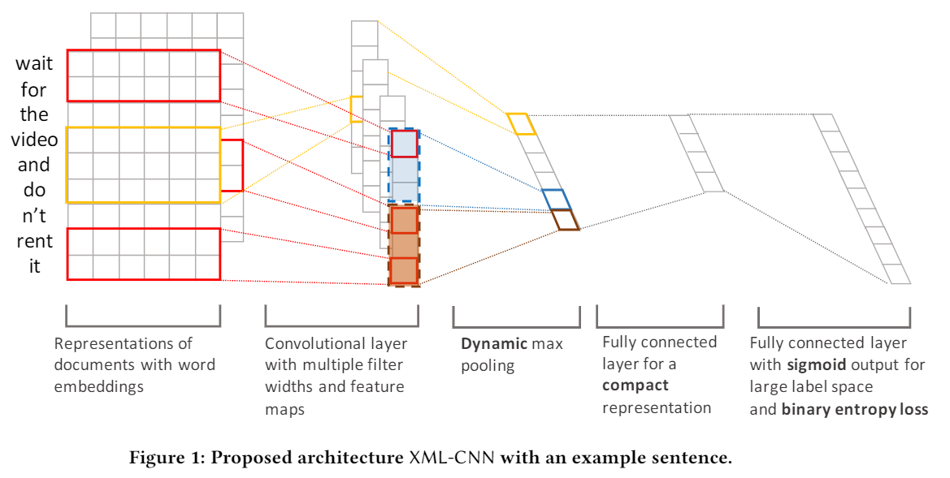 wait
for
the
video
and
do
n't
rent
it
Representations of
documents with word
embeddings
Convolutional layer
with multiple filter
widths and feature
maps
Dynamic max
pooling
Fully connected
layer for a
compact
representation
Fully connected layer
with sigmoid output for
large label space
and binary entropy loss
Figure 1: Proposed architecture XML-CNN with an example sentence.